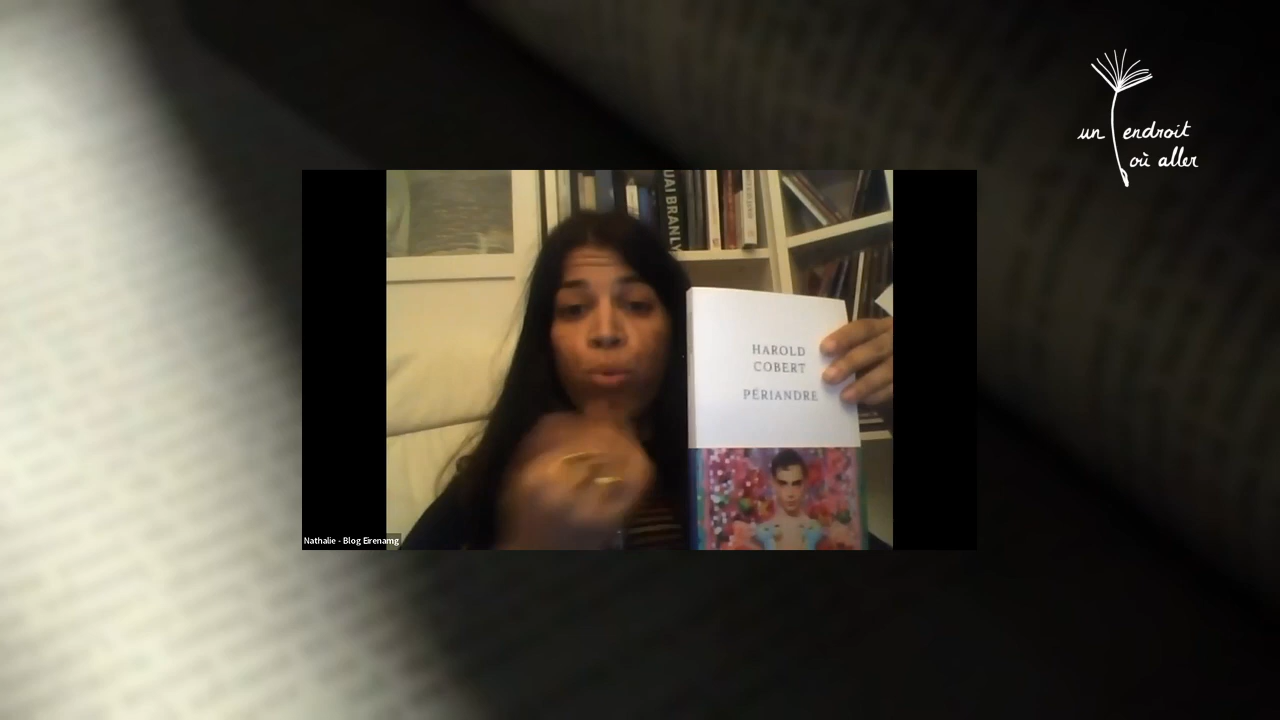 un endroit
où aller
UAI BRANLY
HAROLD
COBERT
PÉRIANDRE
Nathalie - Blog Eirenamg